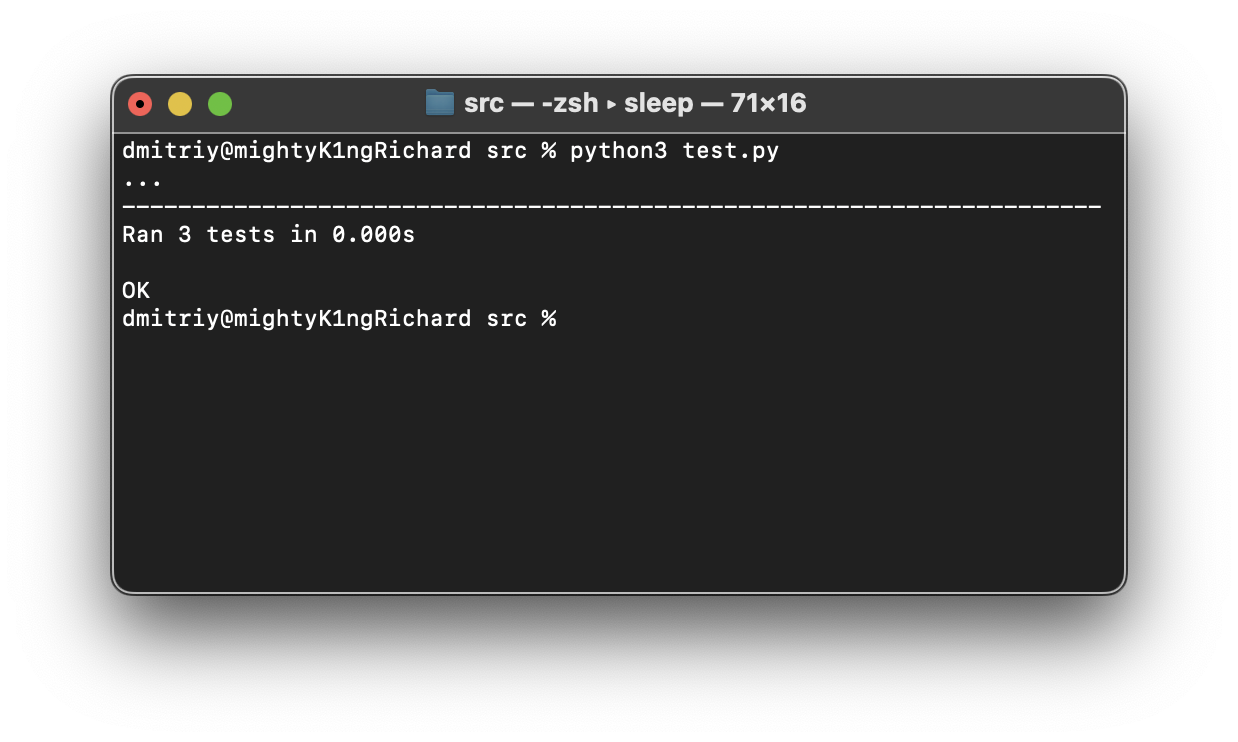 src — -zsh ▸ sleep — 71×16
dmitriy@mightyK1ngRichard src % python3 test.py
...
----------------------------------------------------------------------
Ran 3 tests in 0.000s
OK
dmitriy@mightyK1ngRichard src %